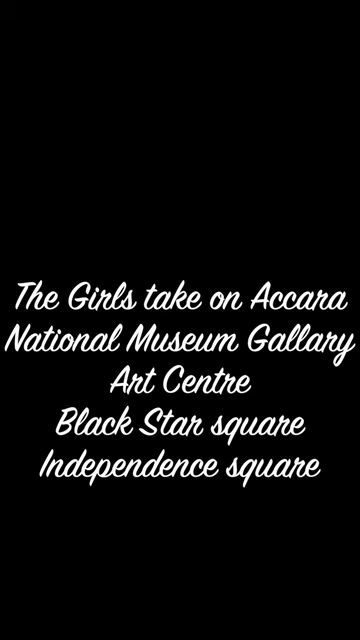 The Girls take on Accara
National Museum Gallary
Art Centre
Black Star square
Independence square